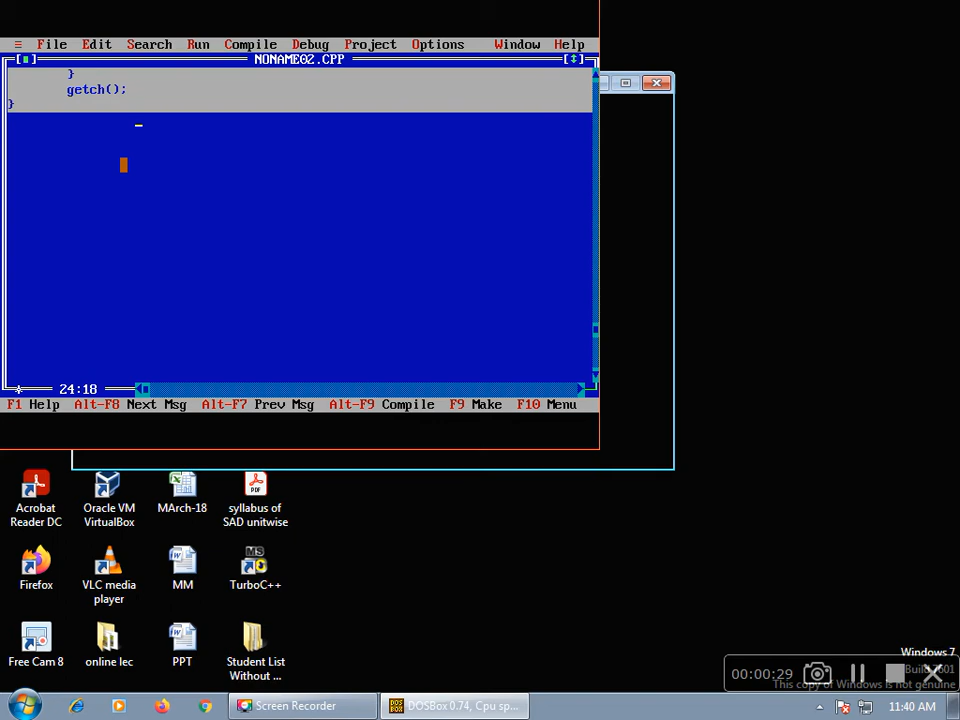 ≡ File Edit Search Run Compile Debug Project Options Window Help
NONAME02.CPP
}
getch();
}
24:18
F1 Help Alt-F8 Next Msg Alt-F7 Prev Msg Alt-F9 Compile F9 Make F10 Menu
Acrobat Reader DC
Oracle VM VirtualBox
MArch-18
syllabus of SAD unitwise
Firefox
VLC media player
MM
TurboC++
Free Cam 8
online lec
PPT
Student List Without ...
Windows 7
Build 7601
This copy of Windows is not genuine
00:00:29
Screen Recorder
DOSBox 0.74, Cpu sp...
11:40 AM